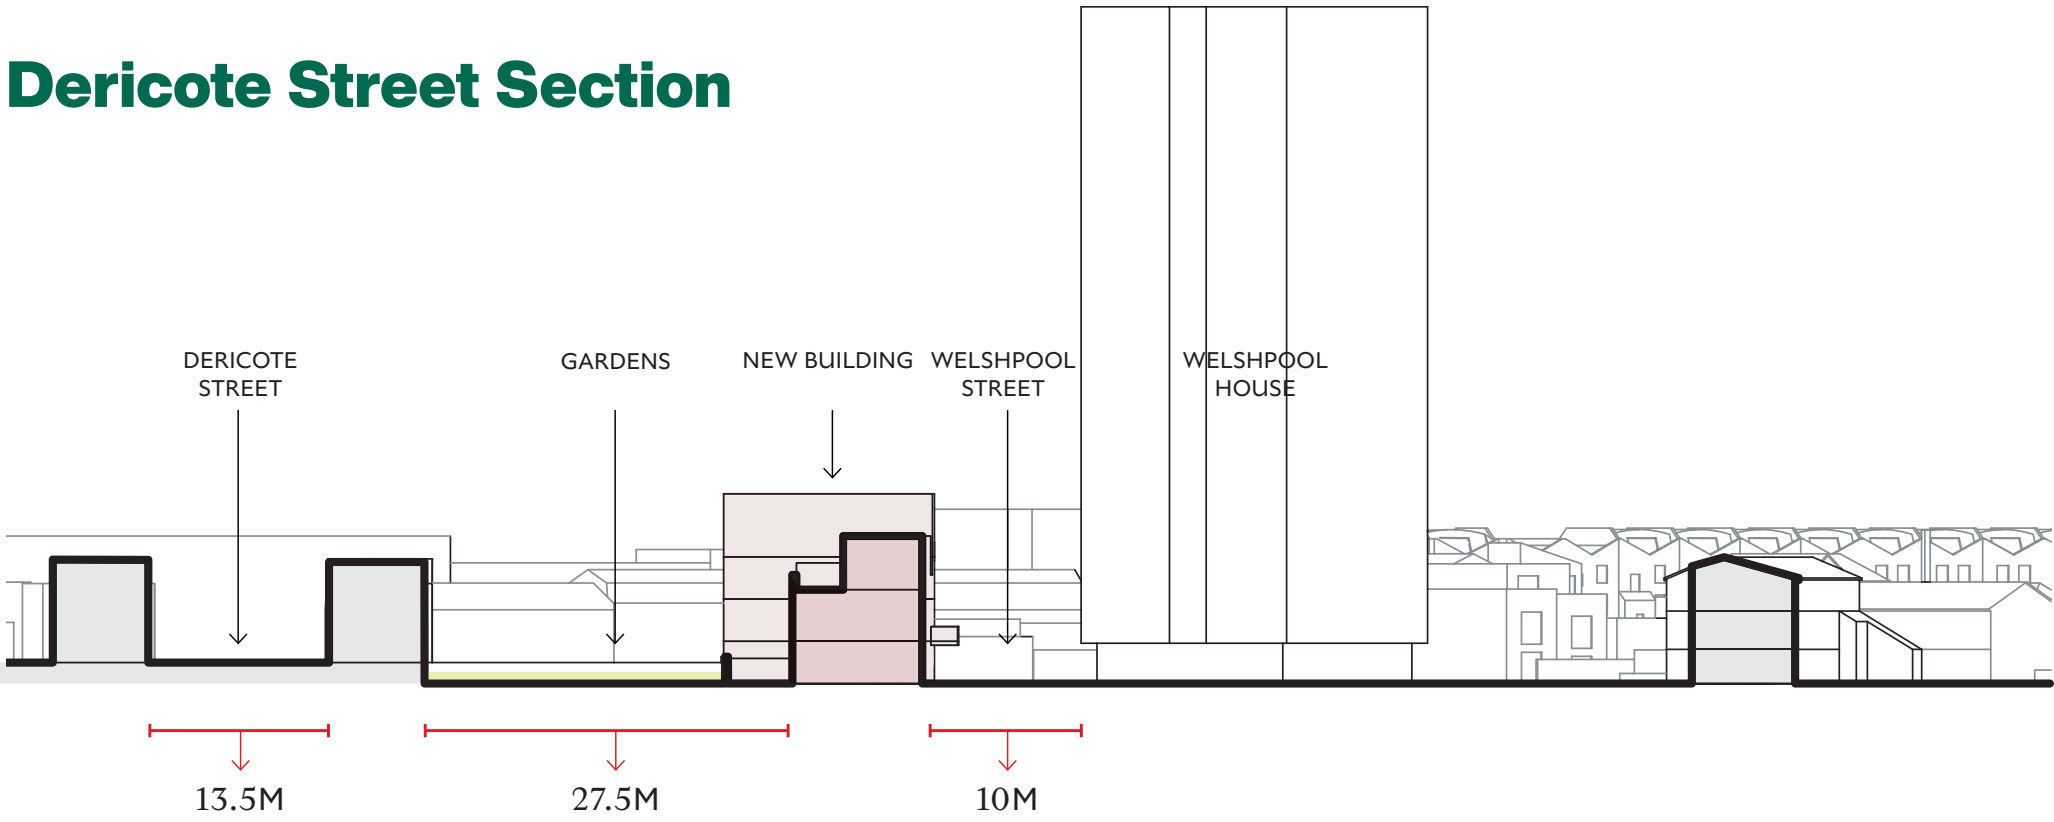 Dericote Street Section
DERICOTE
STREET
GARDENS
NEW BUILDING
WELSHPOOL
STREET
WELSHPOOL
HOUSE
13.5M
27.5M
10M